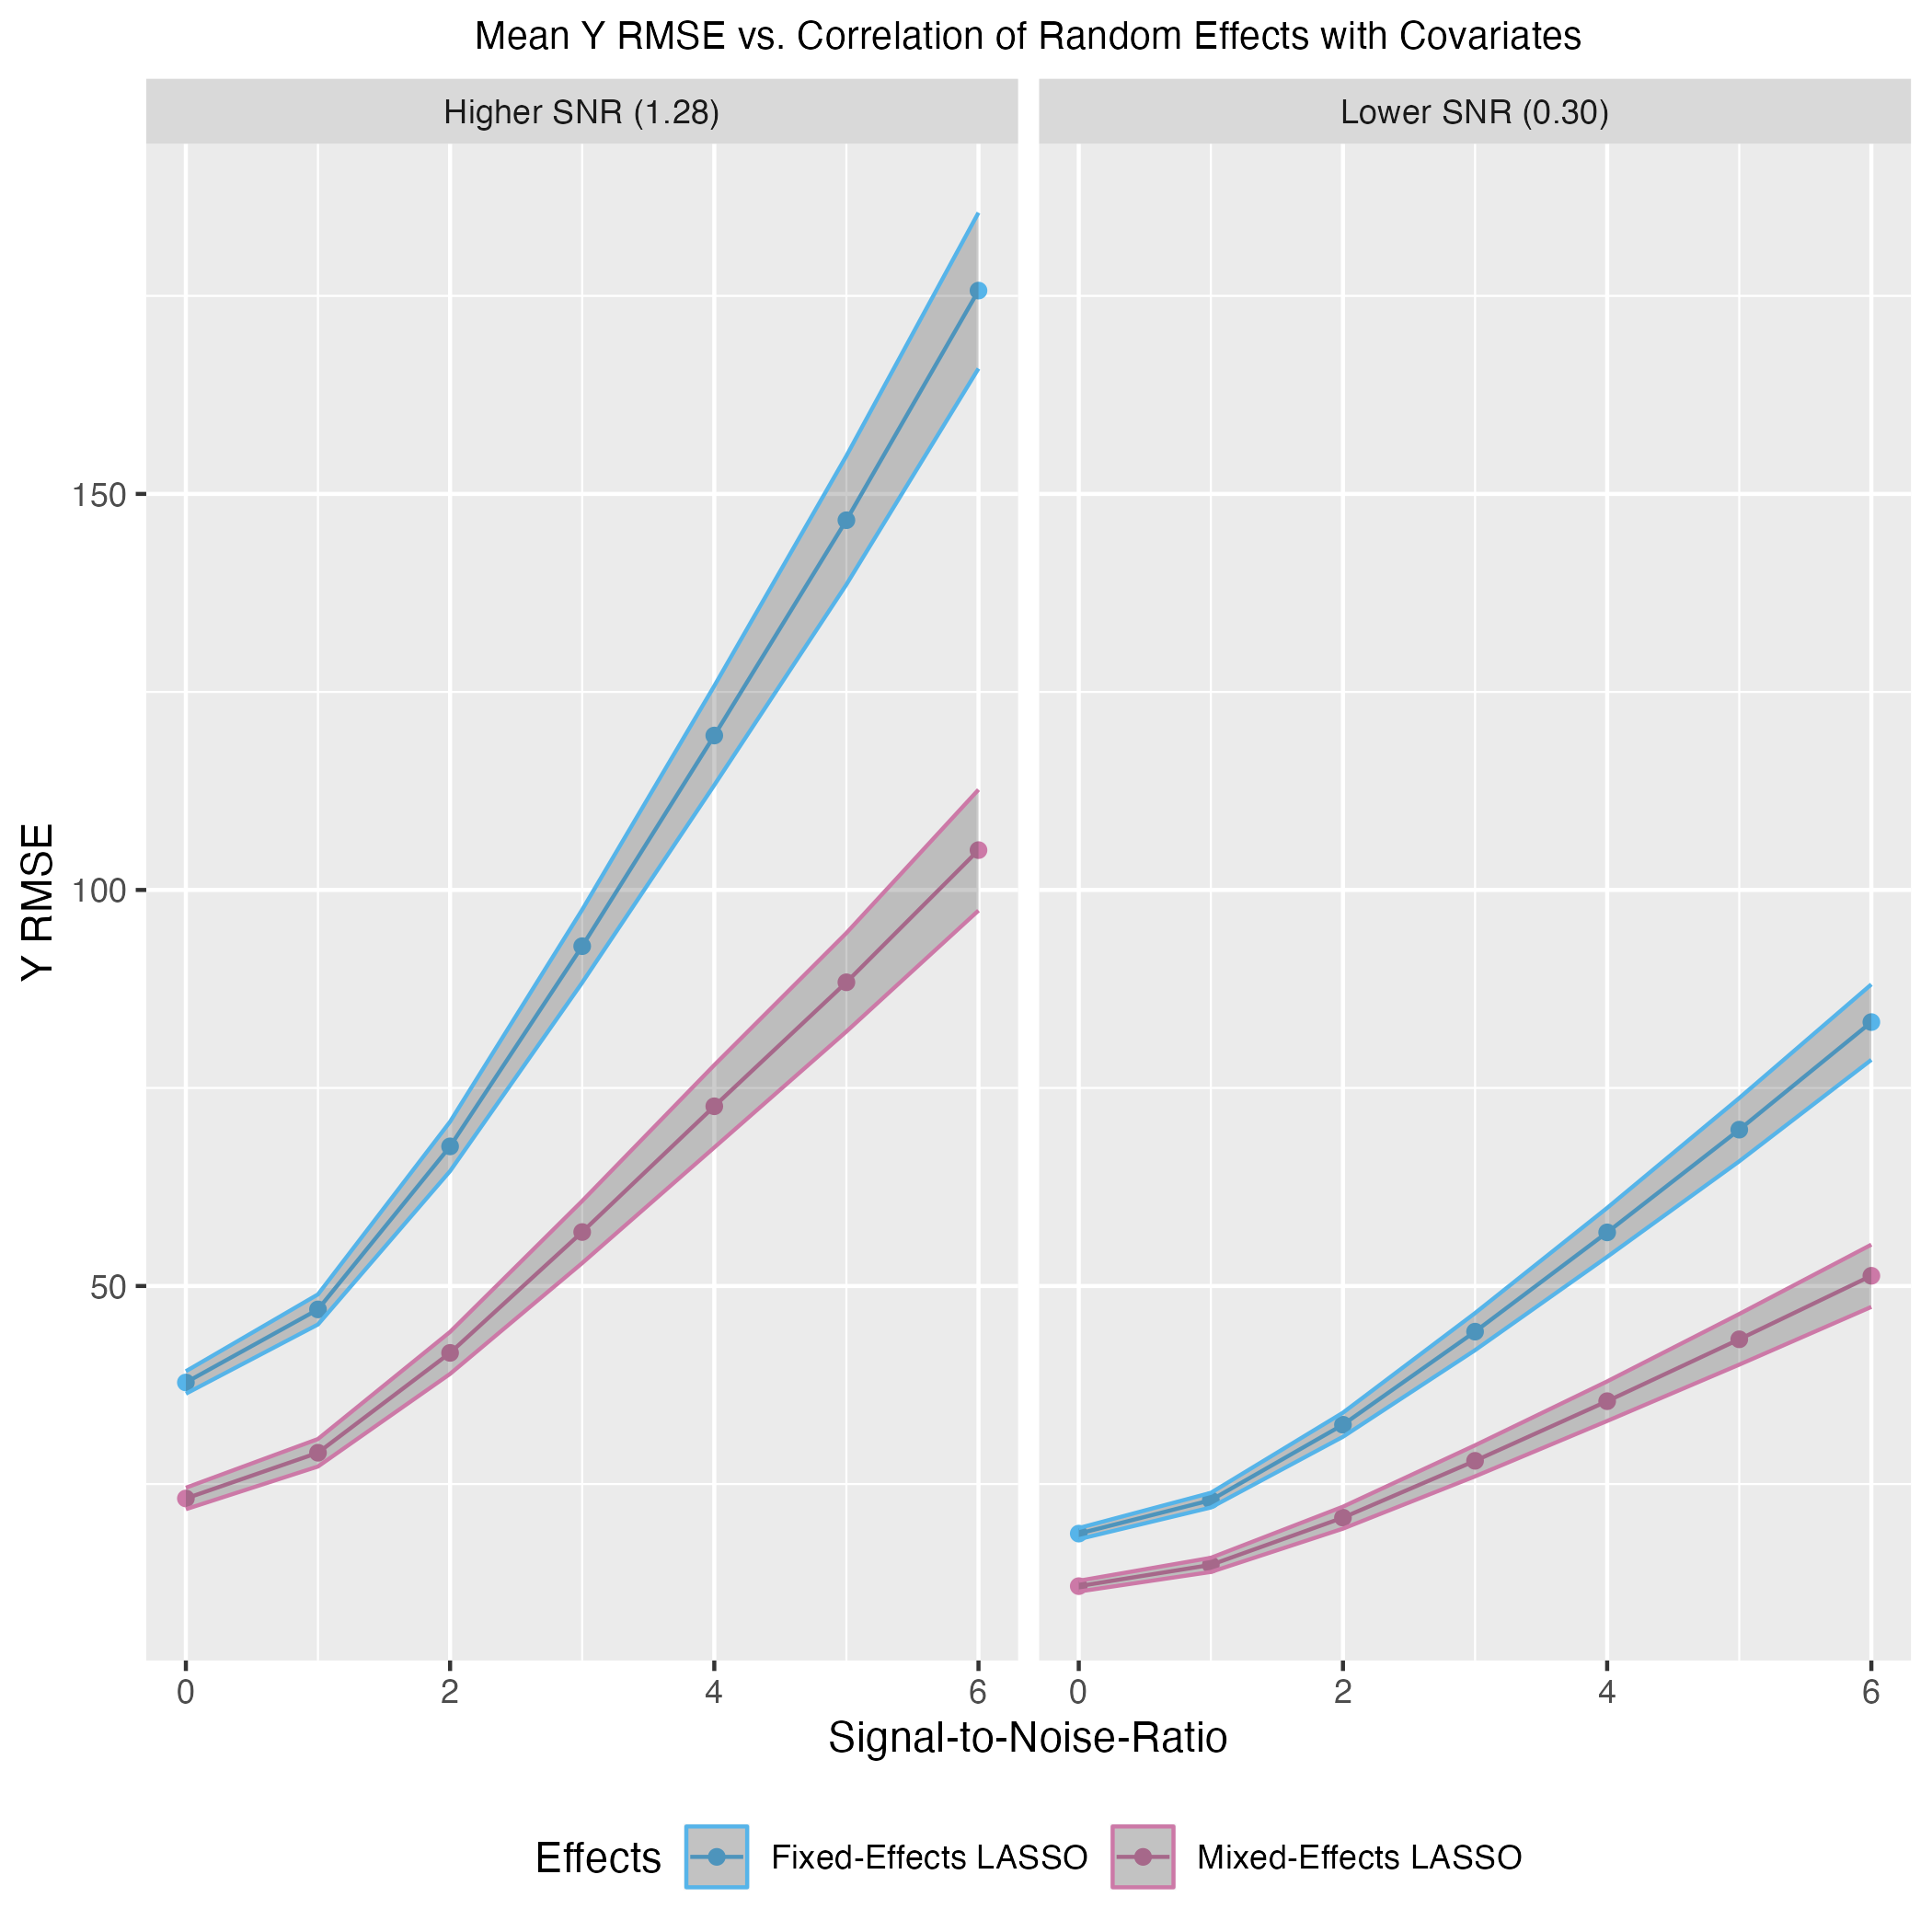 Mean Y RMSE vs. Correlation of Random Effects with Covariates
Higher SNR (1.28)
Lower SNR (0.30)
Y RMSE
150
100
50
0 2 4 6
0 2 4 6
Signal-to-Noise-Ratio
Effects Fixed-Effects LASSO Mixed-Effects LASSO